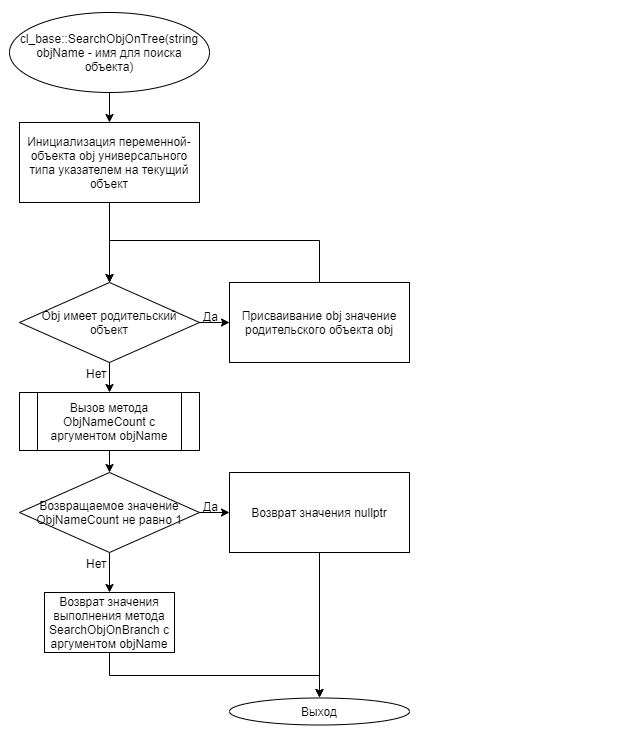 cl_base::SearchObjOnTree(string
objName - имя для поиска
объекта)
Инициализация переменной-
объекта obj универсального
типа указателем на текущий
объект
Obj имеет родительский
объект
Да
Присваивание obj значение
родительского объекта obj
Нет
Вызов метода
ObjNameCount с
аргументом objName
Возвращаемое значение
ObjNameCount не равно 1
Да
Возврат значения nullptr
Нет
Возврат значения
выполнения метода
SearchObjOnBranch с
аргументом objName
Выход